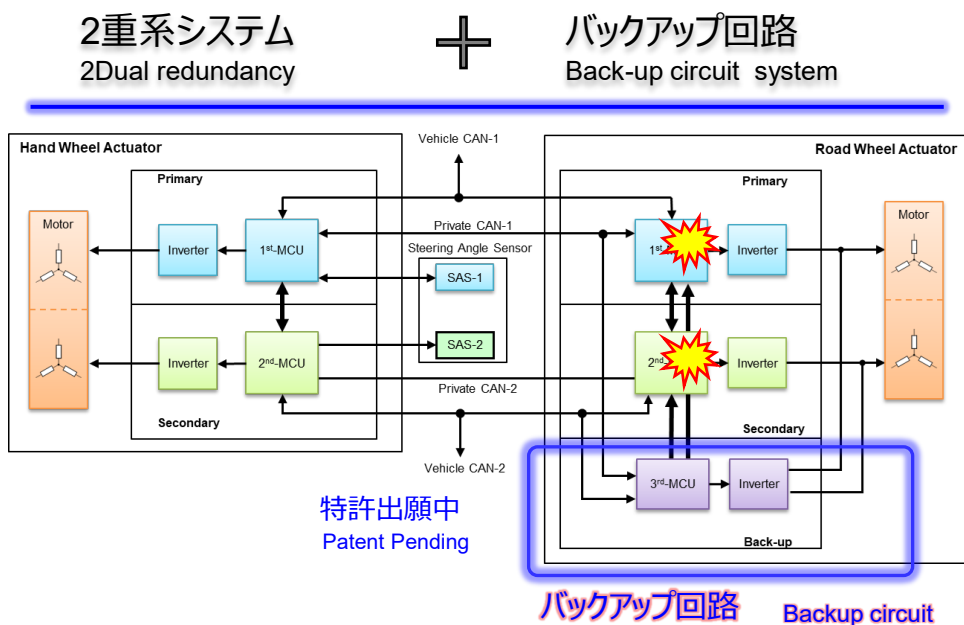 2重系システム
2Dual redundancy
バックアップ回路
Back-up circuit system
Hand Wheel Actuator
Vehicle CAN-1
Road Wheel Actuator
Primary
Primary
Motor
Inverter
1st-MCU
Private CAN-1
Steering Angle Sensor
SAS-1
1st-M
Inverter
Motor
Inverter
2nd-MCU
SAS-2
2nd-
Inverter
Private CAN-2
Secondary
Secondary
Vehicle CAN-2
3rd-MCU
Inverter
特許出願中
Patent Pending
Back-up
バックアップ回路
Backup circuit